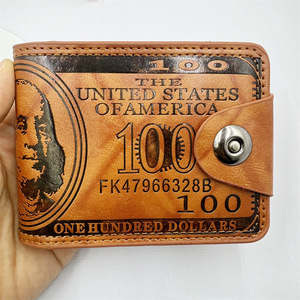 100
THE
UNITED STATES
OFAMERICA
100
FK47966328B
100
ONE HUNDRED DOLLARS